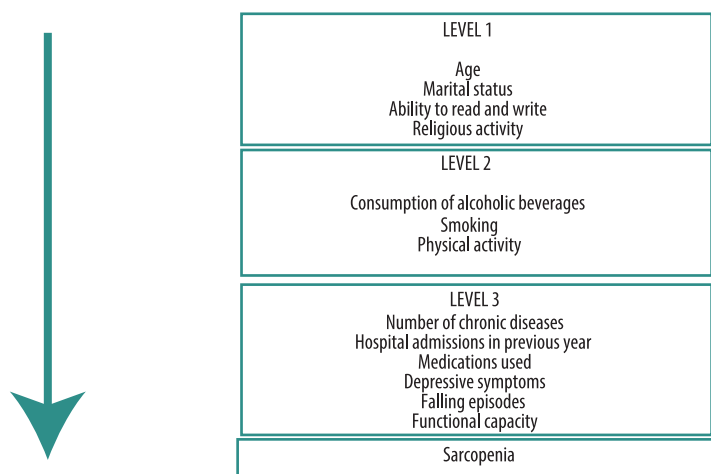 LEVEL 1
Age
Marital status
Ability to read and write
Religious activity
LEVEL 2
Consumption of alcoholic beverages
Smoking
Physical activity
LEVEL 3
Number of chronic diseases
Hospital admissions in previous year
Medications used
Depressive symptoms
Falling episodes
Functional capacity
Sarcopenia